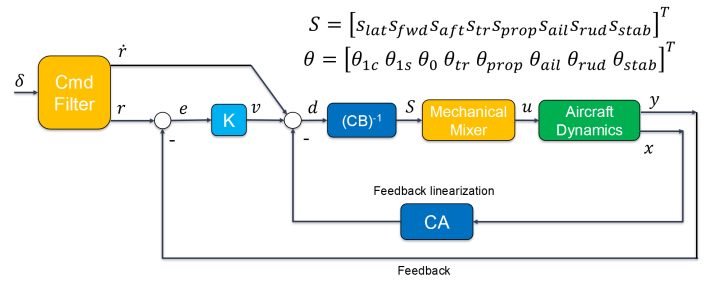 S = [s_lat s_fwd s_aft s_tr s_prop s_ail s_rud s_stab]^T
θ = [θ_1c θ_1s θ_0 θ_tr θ_prop θ_ail θ_rud θ_stab]^T
δ
Cmd
Filter
ṙ
r
e
K
v
d
(CB)^-1
S
Mechanical
Mixer
u
Aircraft
Dynamics
y
x
-
-
Feedback linearization
CA
Feedback